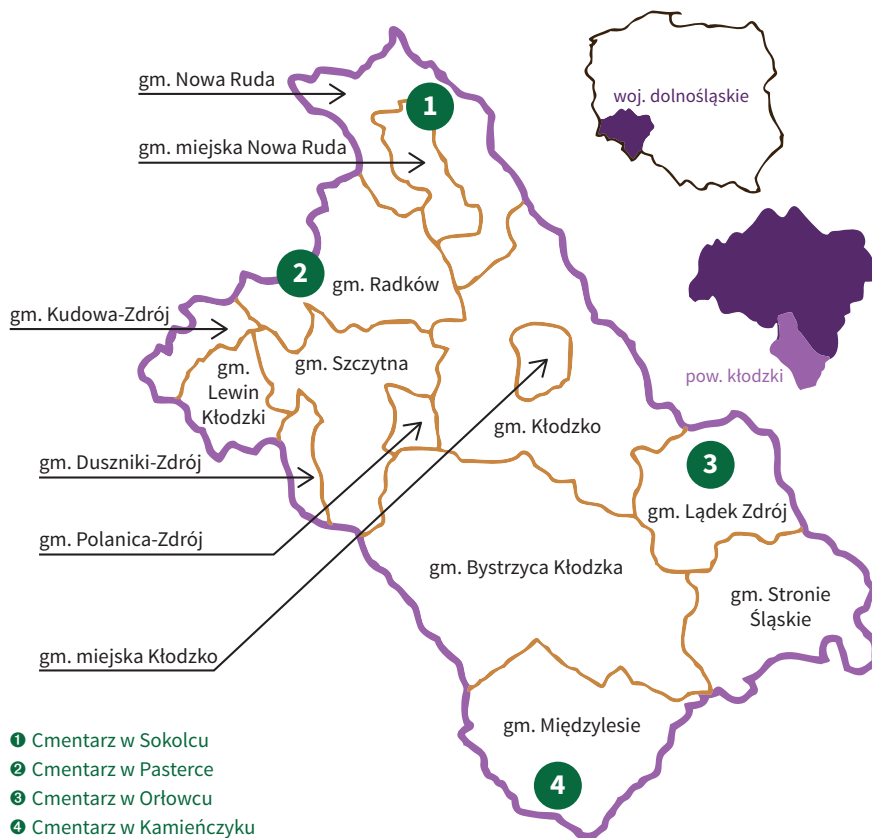 gm. Nowa Ruda
1
woj. dolnośląskie
gm. miejska Nowa Ruda
2
gm. Radków
gm. Kudowa-Zdrój
gm. Szczytna
gm.
Lewin
Kłodzki
pow. kłodzki
gm. Kłodzko
3
gm. Duszniki-Zdrój
gm. Lądek Zdrój
gm. Polanica-Zdrój
gm. Bystrzyca Kłodzka
gm. Stronie
Śląskie
gm. miejska Kłodzko
gm. Międzylesie
4
❶ Cmentarz w Sokolcu
❷ Cmentarz w Pasterce
❸ Cmentarz w Orłowcu
❹ Cmentarz w Kamieńczyku